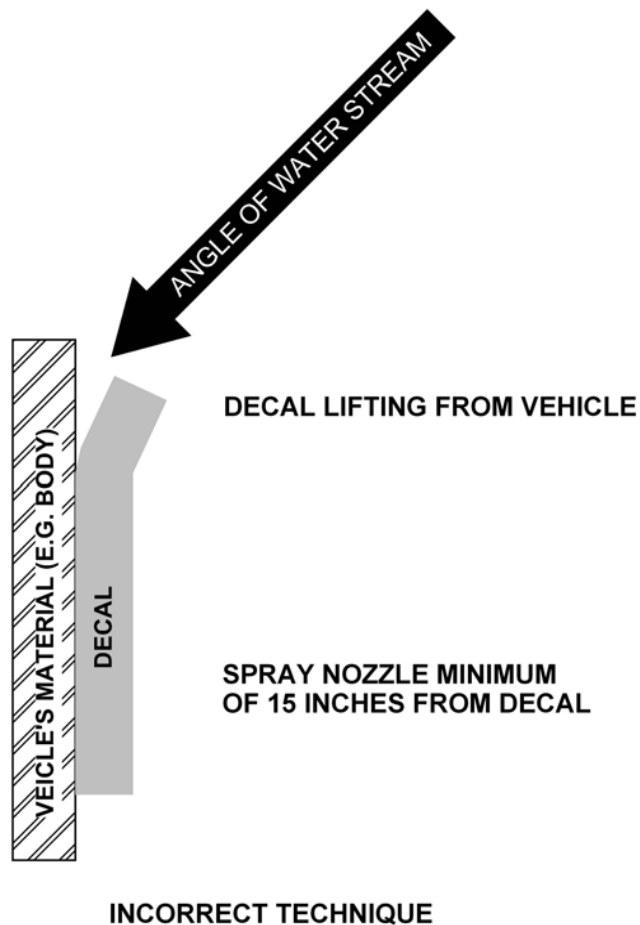 ANGLE OF WATER STREAM
DECAL LIFTING FROM VEHICLE
VEICLE'S MATERIAL (E.G. BODY)
DECAL
SPRAY NOZZLE MINIMUM
OF 15 INCHES FROM DECAL
INCORRECT TECHNIQUE